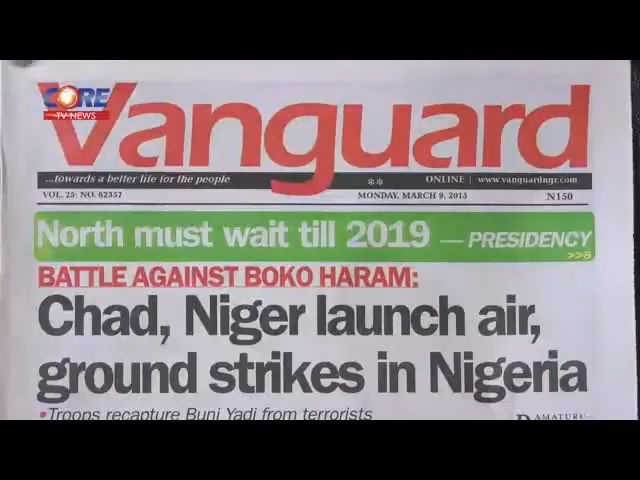 CORE
TV NEWS
Vanguard
...towards a better life for the people
** ONLINE | www.vanguardngr.com
VOL. 25: NO. 62357 MONDAY, MARCH 9, 2015 N150
North must wait till 2019 — PRESIDENCY
>>8
BATTLE AGAINST BOKO HARAM:
Chad, Niger launch air,
ground strikes in Nigeria
•Troops recapture Buni Yadi from terrorists
DAMATURU